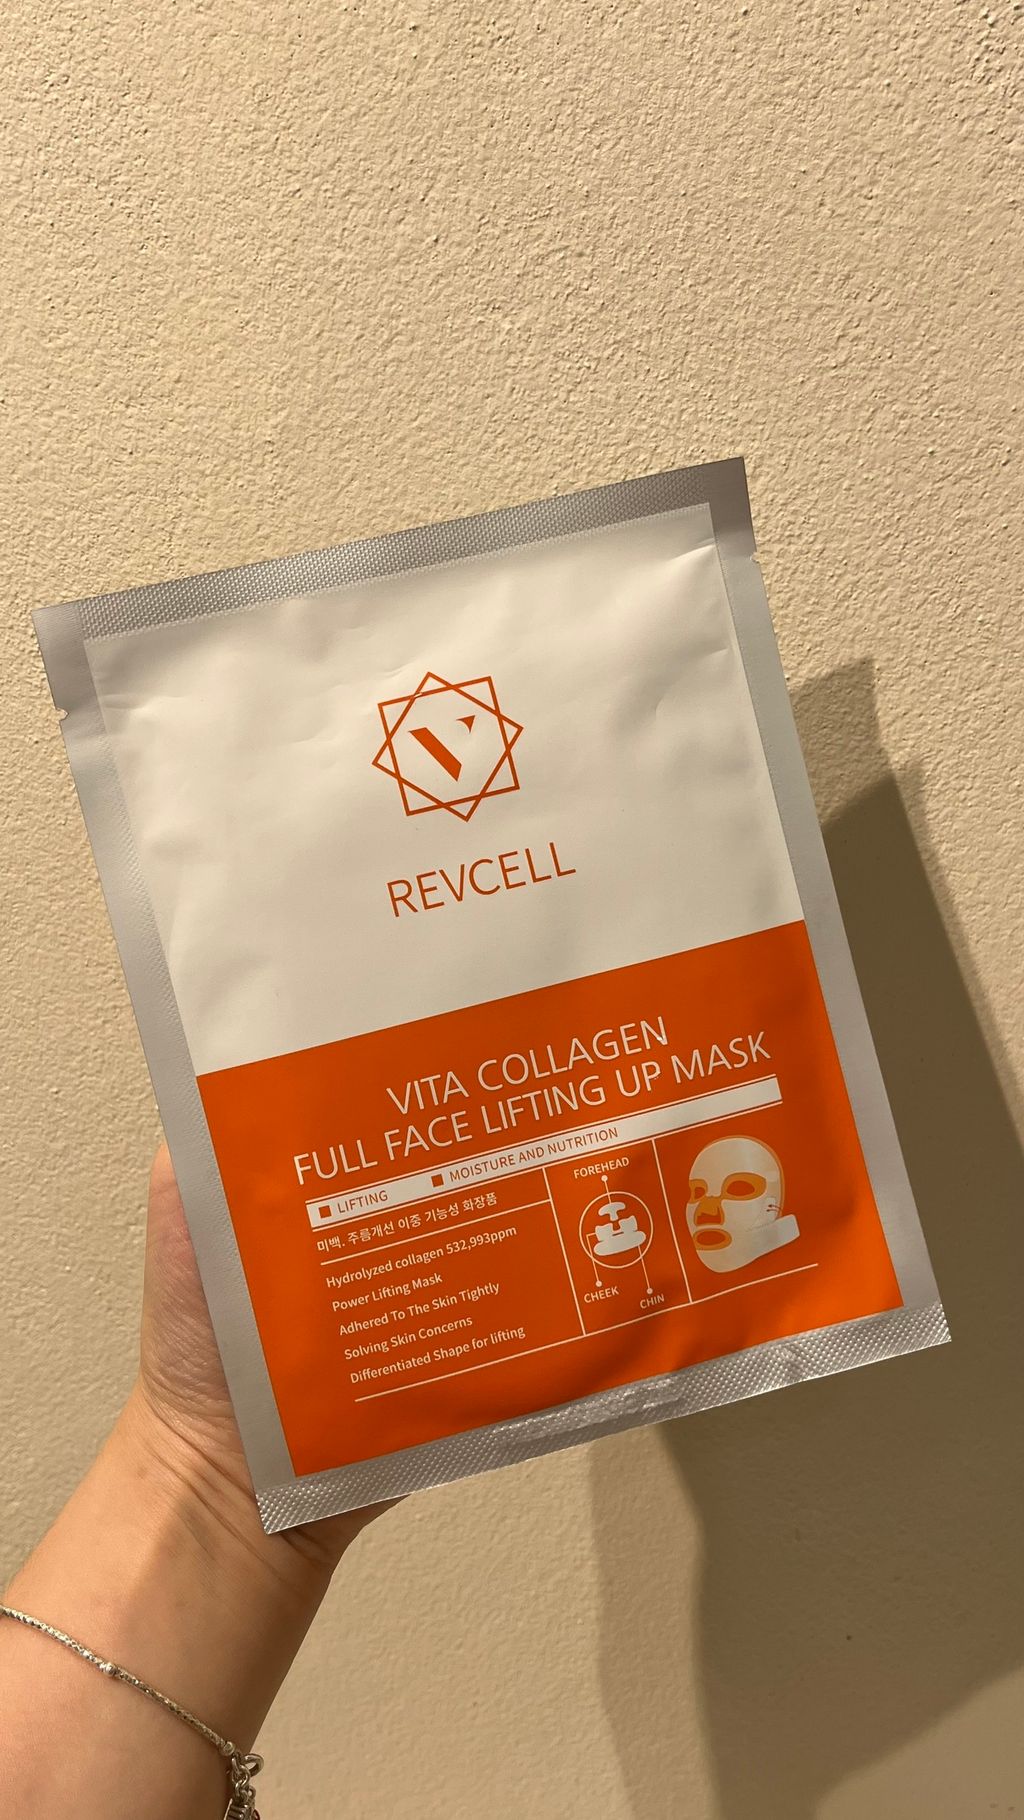 V
REVCELL
VITA COLLAGEN
FULL FACE LIFTING UP MASK
LIFTING MOISTURE AND NUTRITION
미백. 주름개선 이중 기능성 화장품
Hydrolyzed collagen 532,993ppm
Power Lifting Mask
Adhered To The Skin Tightly
Solving Skin Concerns
Differentiated Shape for lifting
FOREHEAD
CHEEK
CHIN